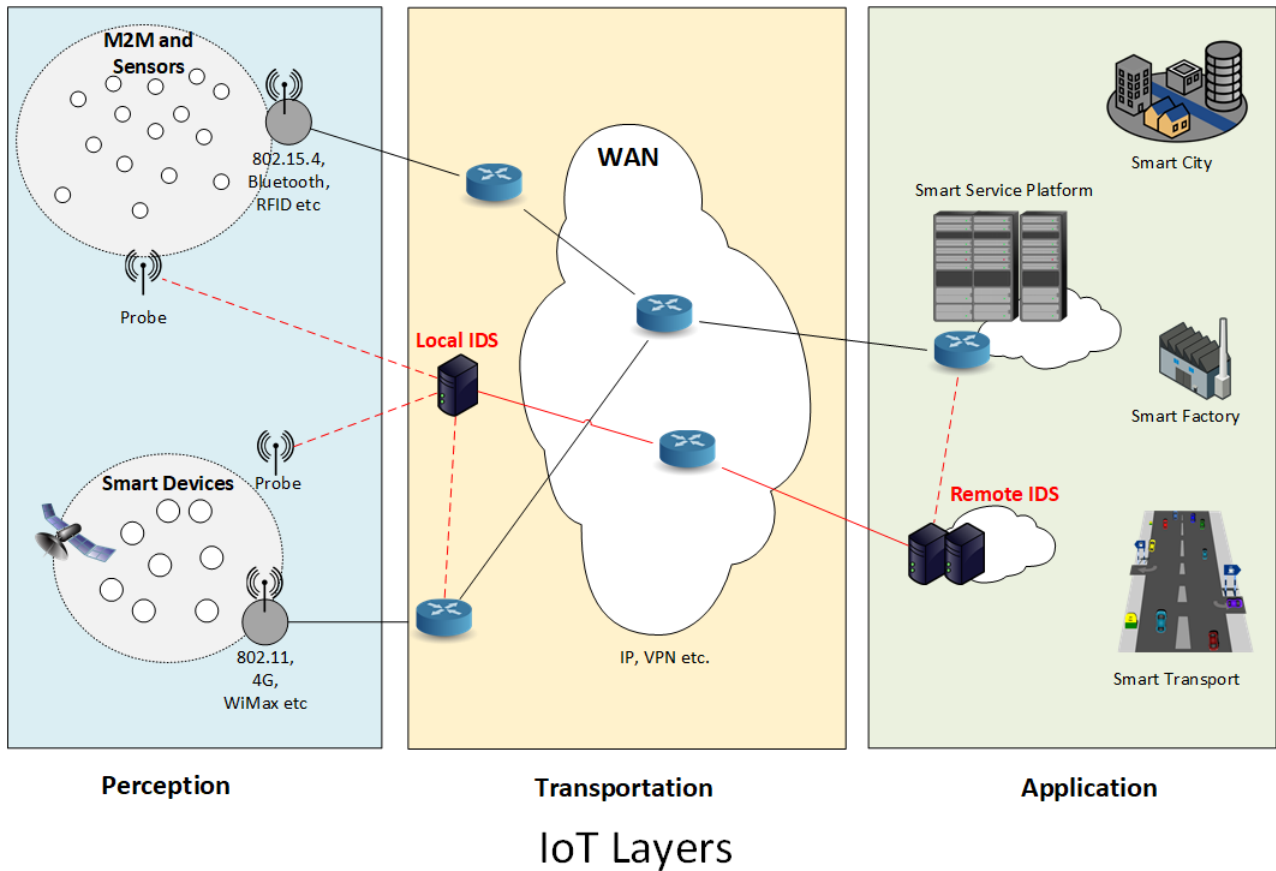 M2M and
Sensors
802.15.4,
Bluetooth,
RFID etc
Probe
Probe
Smart Devices
802.11,
4G,
WiMax etc
WAN
Local IDS
IP, VPN etc.
Smart City
Smart Service Platform
Smart Factory
Remote IDS
Smart Transport
Perception
Transportation
Application
IoT Layers